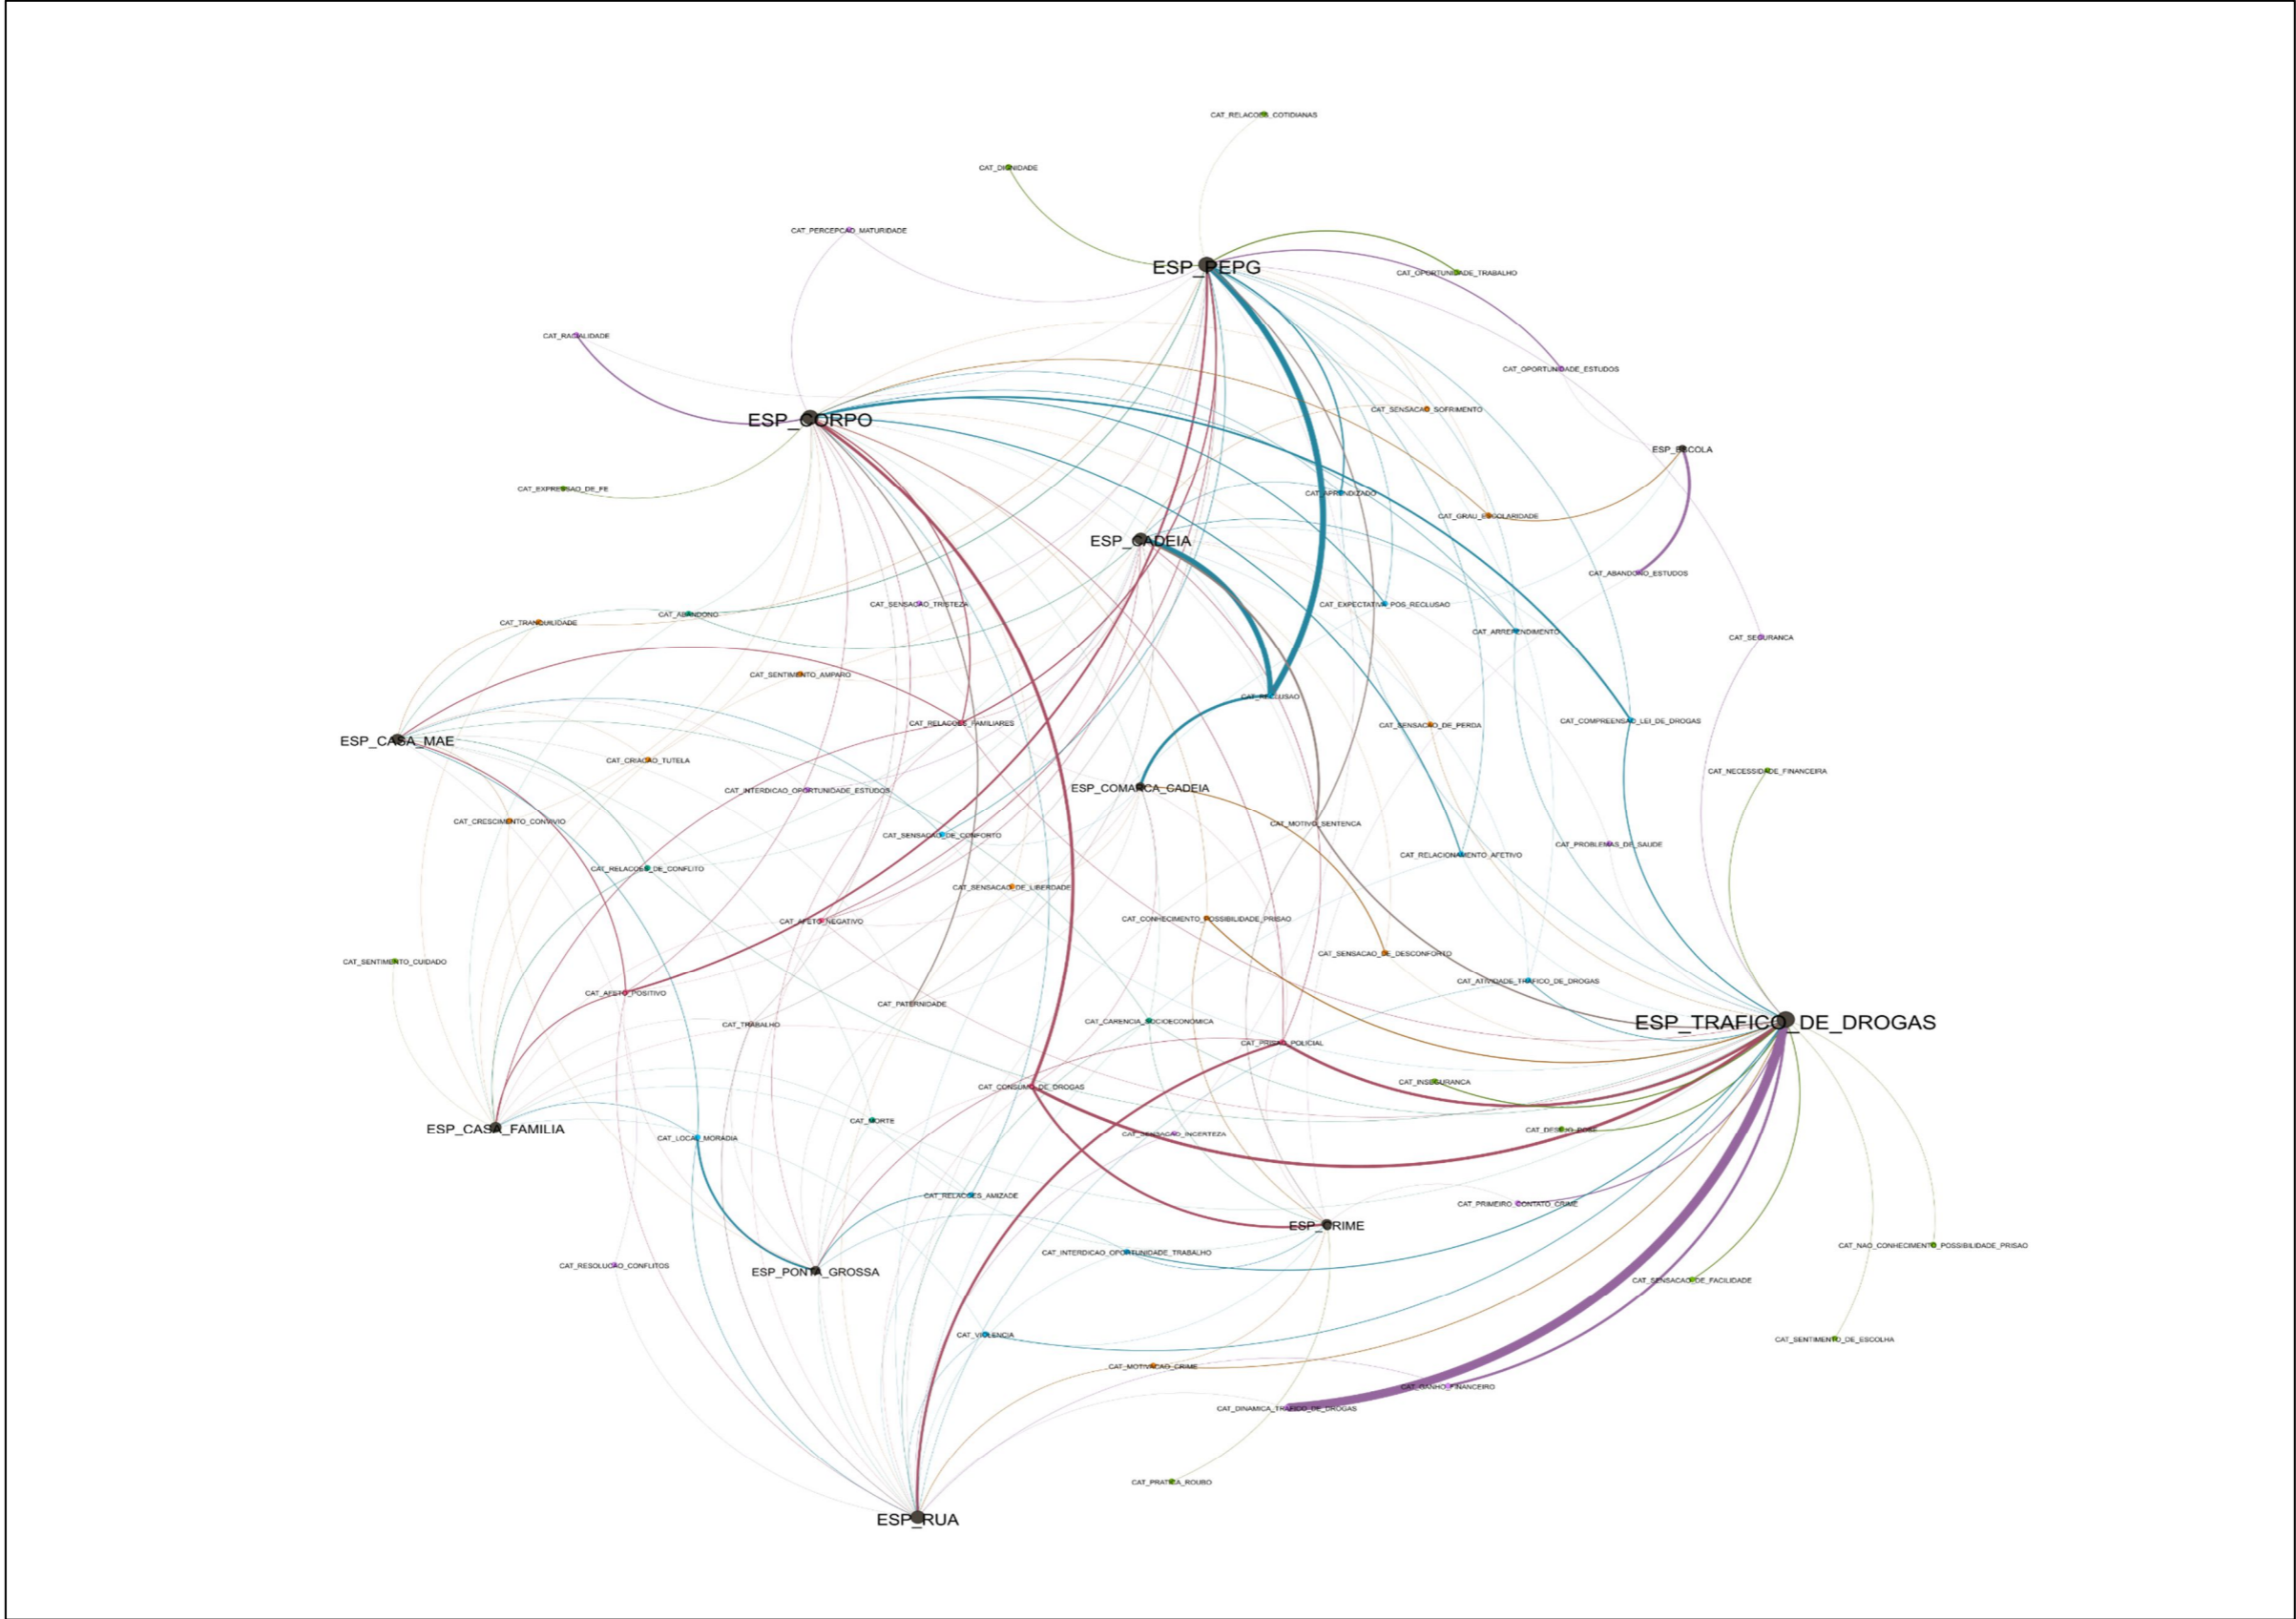 CAT_RELACOES_COTIDIANAS
CAT_DIGNIDADE
CAT_PERCEPCAO_MATURIDADE
ESP_PEPG
CAT_OPORTUNIDADE_TRABALHO
CAT_RACIALIDADE
CAT_OPORTUNIDADE_ESTUDOS
CAT_SENSACAO_SOFRIMENTO
ESP_CORPO
ESP_ESCOLA
CAT_EXPRESSAO_DE_FE
CAT_APRENDIZADO
CAT_GRAU_ESCOLARIDADE
ESP_CADEIA
CAT_ABANDONO_ESTUDOS
CAT_SENSACAO_TRISTEZA
CAT_EXPECTATIVA_POS_RECLUSAO
CAT_ABANDONO
CAT_TRANQUILIDADE
CAT_ARREPENDIMENTO
CAT_SEGURANCA
CAT_SENTIMENTO_AMPARO
CAT_RECLUSAO
CAT_RELACOES_FAMILIARES
CAT_SENSACAO_DE_PERDA
CAT_COMPREENSAO_LEI_DE_DROGAS
ESP_CASA_MAE
CAT_CRIACAO_TUTELA
CAT_NECESSIDADE_FINANCEIRA
ESP_COMARCA_CADEIA
CAT_INTERDICAO_OPORTUNIDADE_ESTUDOS
CAT_CRESCIMENTO_CONVIVIO
CAT_MOTIVO_SENTENCA
CAT_SENSACAO_DE_CONFORTO
CAT_PROBLEMAS_DE_SAUDE
CAT_RELACIONAMENTO_AFETIVO
CAT_RELACOES_DE_CONFLITO
CAT_SENSACAO_DE_LIBERDADE
CAT_AFETO_NEGATIVO
CAT_CONHECIMENTO_POSSIBILIDADE_PRISAO
CAT_SENSACAO_DE_DESCONFORTO
CAT_SENTIMENTO_CUIDADO
CAT_ATIVIDADE_TRAFICO_DE_DROGAS
CAT_AFETO_POSITIVO
CAT_PATERNIDADE
CAT_TRABALHO
CAT_CARENCIA_SOCIOECONOMICA
ESP_TRAFICO_DE_DROGAS
CAT_PRISAO_POLICIAL
CAT_INSEGURANCA
CAT_CONSUMO_DE_DROGAS
CAT_MORTE
ESP_CASA_FAMILIA
CAT_DESEJO_POSSE
CAT_SENSACAO_INCERTEZA
CAT_LOCAL_MORADIA
CAT_RELACOES_AMIZADE
CAT_PRIMEIRO_CONTATO_CRIME
ESP_CRIME
CAT_NAO_CONHECIMENTO_POSSIBILIDADE_PRISAO
CAT_INTERDICAO_OPORTUNIDADE_TRABALHO
CAT_RESOLUCAO_CONFLITOS
ESP_PONTA_GROSSA
CAT_SENSACAO_DE_FACILIDADE
CAT_VIOLENCIA
CAT_SENTIMENTO_DE_ESCOLHA
CAT_MOTIVACAO_CRIME
CAT_GANHO_FINANCEIRO
CAT_DINAMICA_TRAFICO_DE_DROGAS
CAT_PRATICA_ROUBO
ESP_RUA